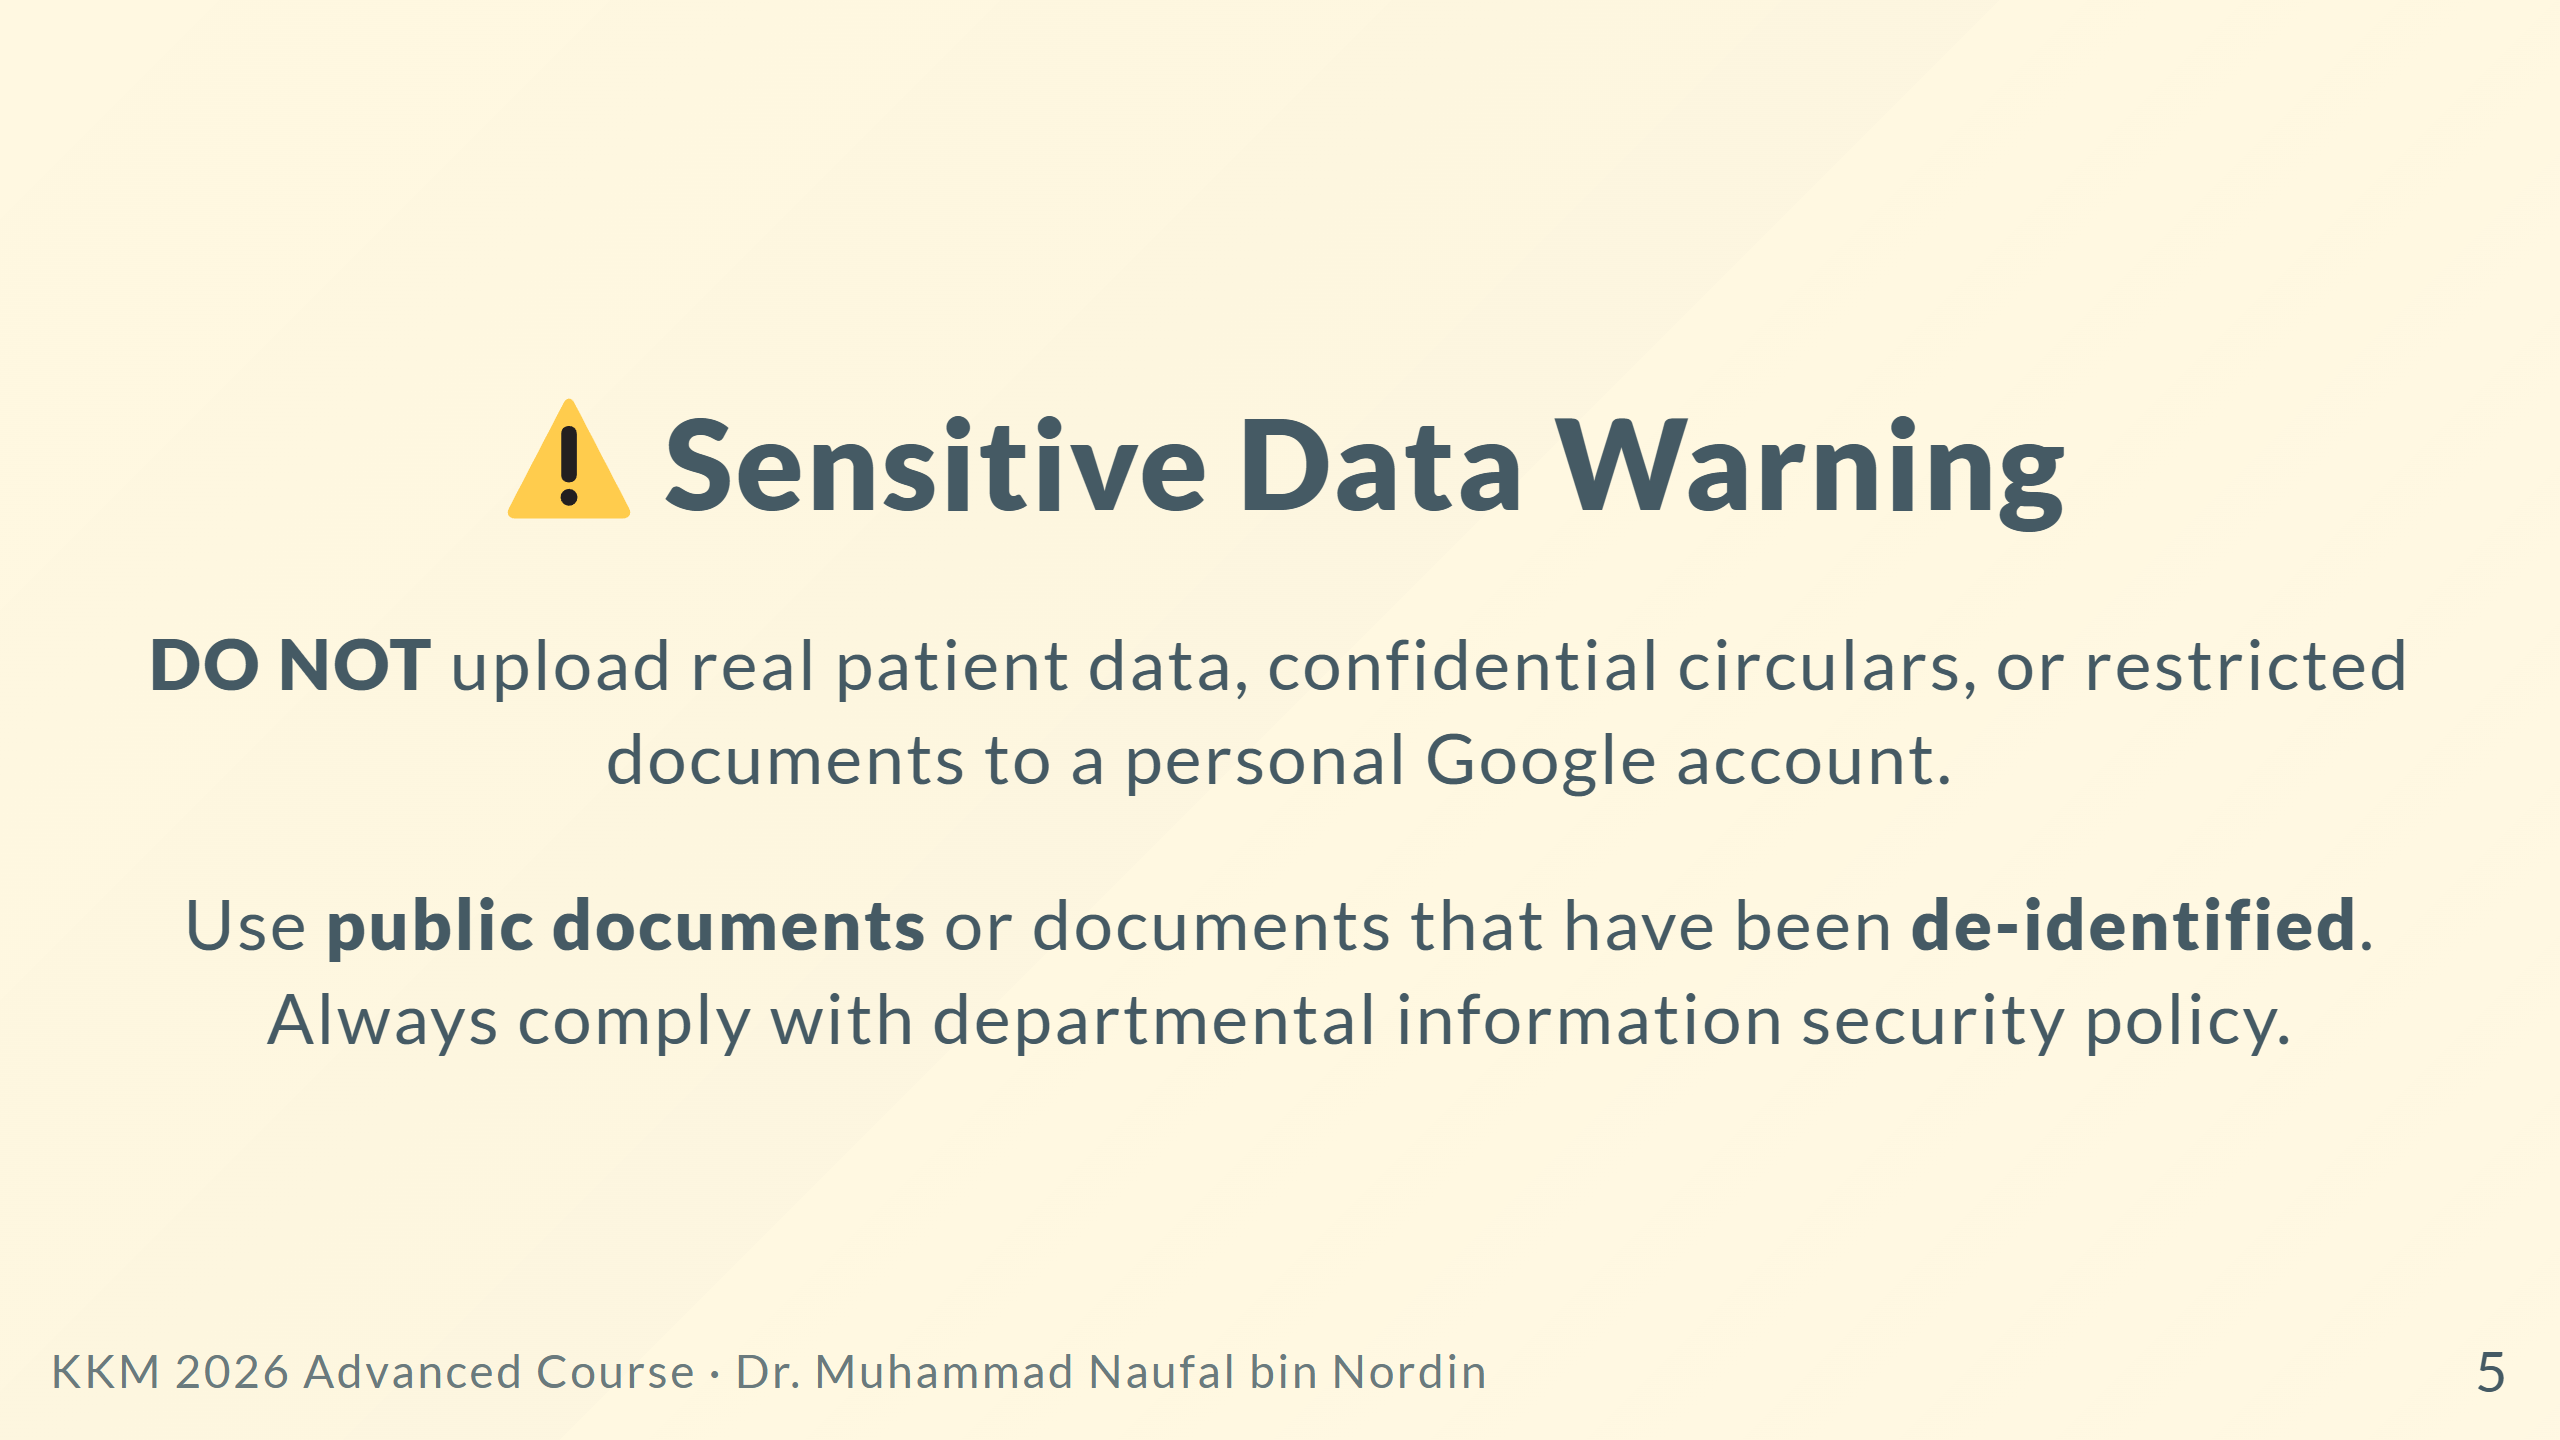 ⚠️ Sensitive Data Warning
DO NOT upload real patient data, confidential circulars, or restricted
documents to a personal Google account.
Use public documents or documents that have been de-identified.
Always comply with departmental information security policy.
KKM 2026 Advanced Course · Dr. Muhammad Naufal bin Nordin
5